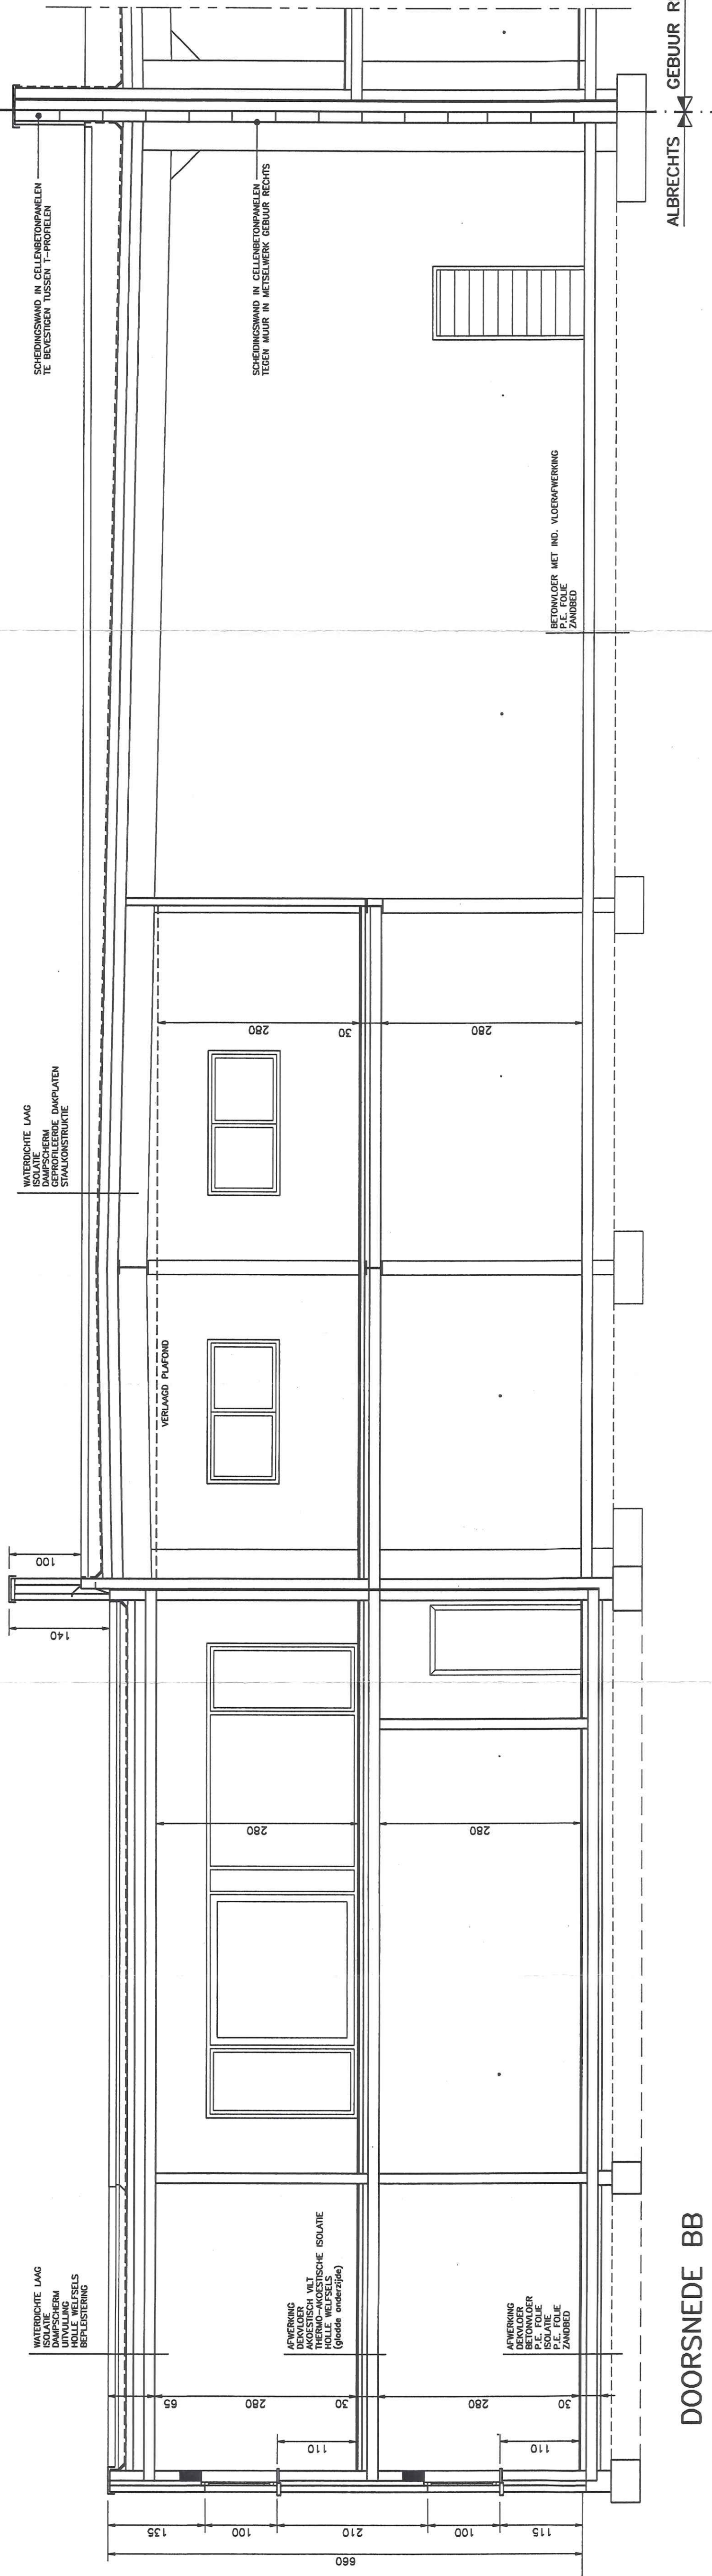 SCHEIDINGSWAND IN CELLENBETONPANELEN
TE BEVESTIGEN TUSSEN T-PROFIELEN
SCHEIDINGSWAND IN CELLENBETONPANELEN
TEGEN MUUR IN METSELWERK GEBUUR RECHTS
ALBRECHTS
GEBUUR R
BETONVLOER MET IND. VLOERAFWERKING
P.E. FOLIE
ZANDBED
WATERDICHTE LAAG
ISOLATIE
DAMPSCHERM
GEPROFILEERDE DAKPLATEN
STAALKONSTRUKTIE
280
30
280
VERLAAGD PLAFOND
100
140
280
280
WATERDICHTE LAAG
ISOLATIE
DAMPSCHERM
UITVULLING
HOLLE WELFSELS
BEPLEISTERING
AFWERKING
DEKVLOER
AKOESTISCH VILT
THERMO-AKOESTISCHE ISOLATIE
HOLLE WELFSELS
(gladde onderzijde)
AFWERKING
DEKVLOER
BETONVLOER
P.E. FOLIE
ISOLATIE
P.E. FOLIE
ZANDBED
65
280
30
280
30
110
110
135
100
210
100
115
660
DOORSNEDE BB